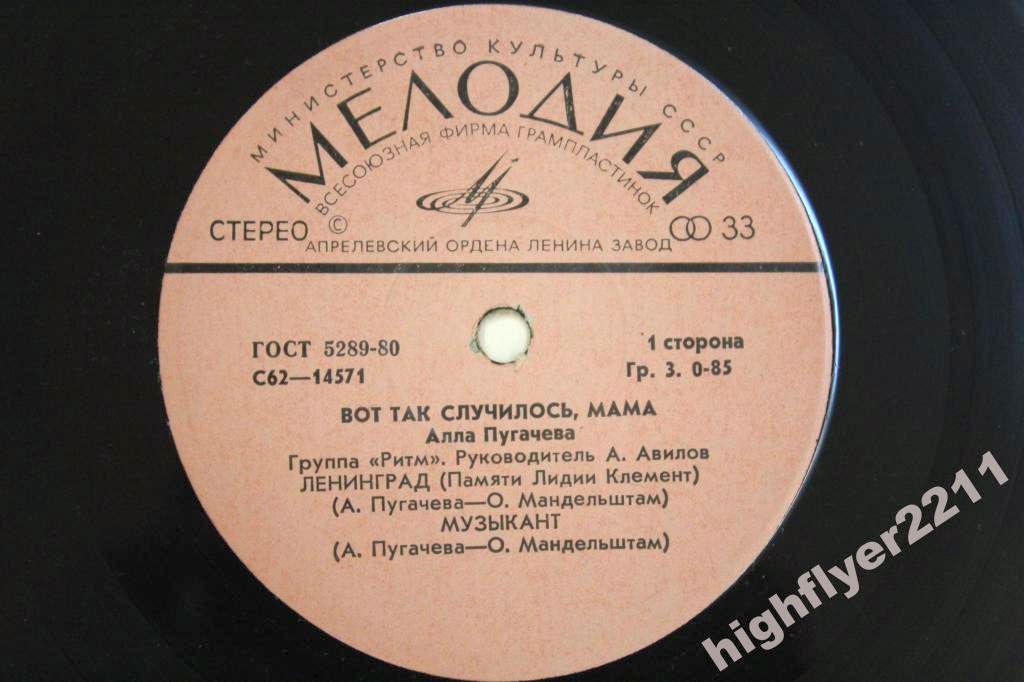 МИНИСТЕРСТВО КУЛЬТУРЫ СССР
МЕЛОДИЯ
ВСЕСОЮЗНАЯ ФИРМА ГРАМПЛАСТИНОК
СТЕРЕО © 33
АПРЕЛЕВСКИЙ ОРДЕНА ЛЕНИНА ЗАВОД
ГОСТ 5289-80 1 сторона
С62—14571 Гр. 3. 0-85
ВОТ ТАК СЛУЧИЛОСЬ, МАМА
Алла Пугачева
Группа «Ритм». Руководитель А. Авилов
ЛЕНИНГРАД (Памяти Лидии Клемент)
(А. Пугачева—О. Мандельштам)
МУЗЫКАНТ
(А. Пугачева—О. Мандельштам)
highflyer2211